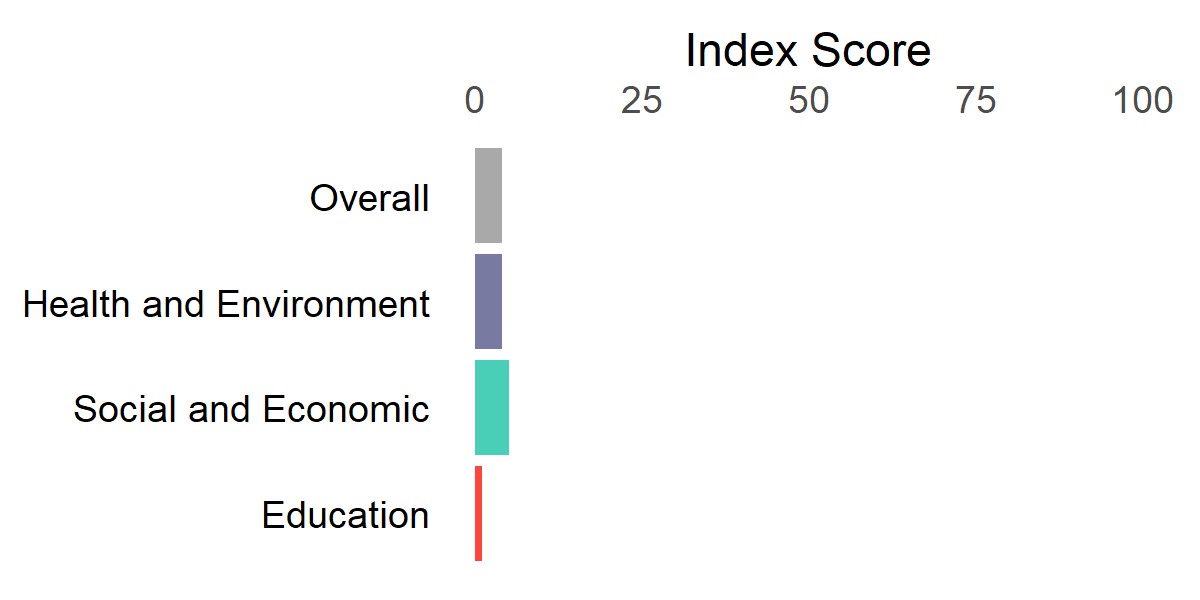 Index Score
0 25 50 75 100
Overall
Health and Environment
Social and Economic
Education